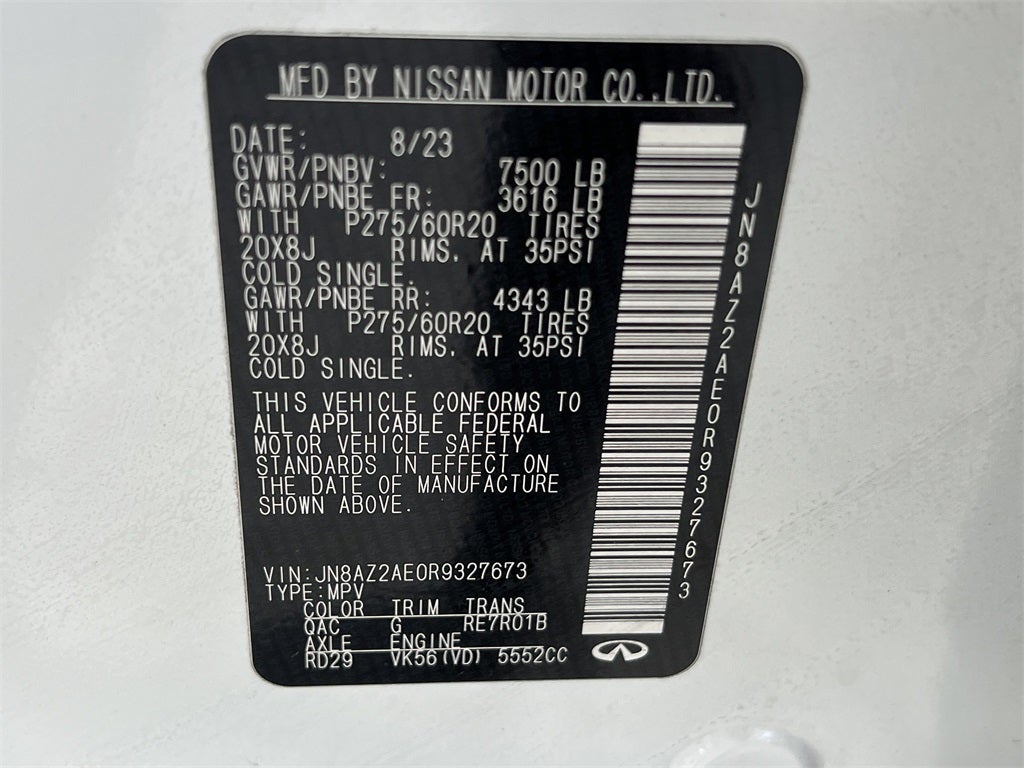 MFD BY NISSAN MOTOR CO.,LTD.
DATE: 8/23
GVWR/PNBV: 7500 LB
GAWR/PNBE FR: 3616 LB
WITH P275/60R20 TIRES
20X8J RIMS. AT 35PSI
COLD SINGLE.
GAWR/PNBE RR: 4343 LB
WITH P275/60R20 TIRES
20X8J RIMS. AT 35PSI
COLD SINGLE.
THIS VEHICLE CONFORMS TO
ALL APPLICABLE FEDERAL
MOTOR VEHICLE SAFETY
STANDARDS IN EFFECT ON
THE DATE OF MANUFACTURE
SHOWN ABOVE.
VIN:JN8AZ2AE0R9327673
TYPE:MPV
COLOR TRIM TRANS
QAC G RE7R01B
AXLE ENGINE
RD29 VK56(VD) 5552CC
JN8AZ2AE0R9327673